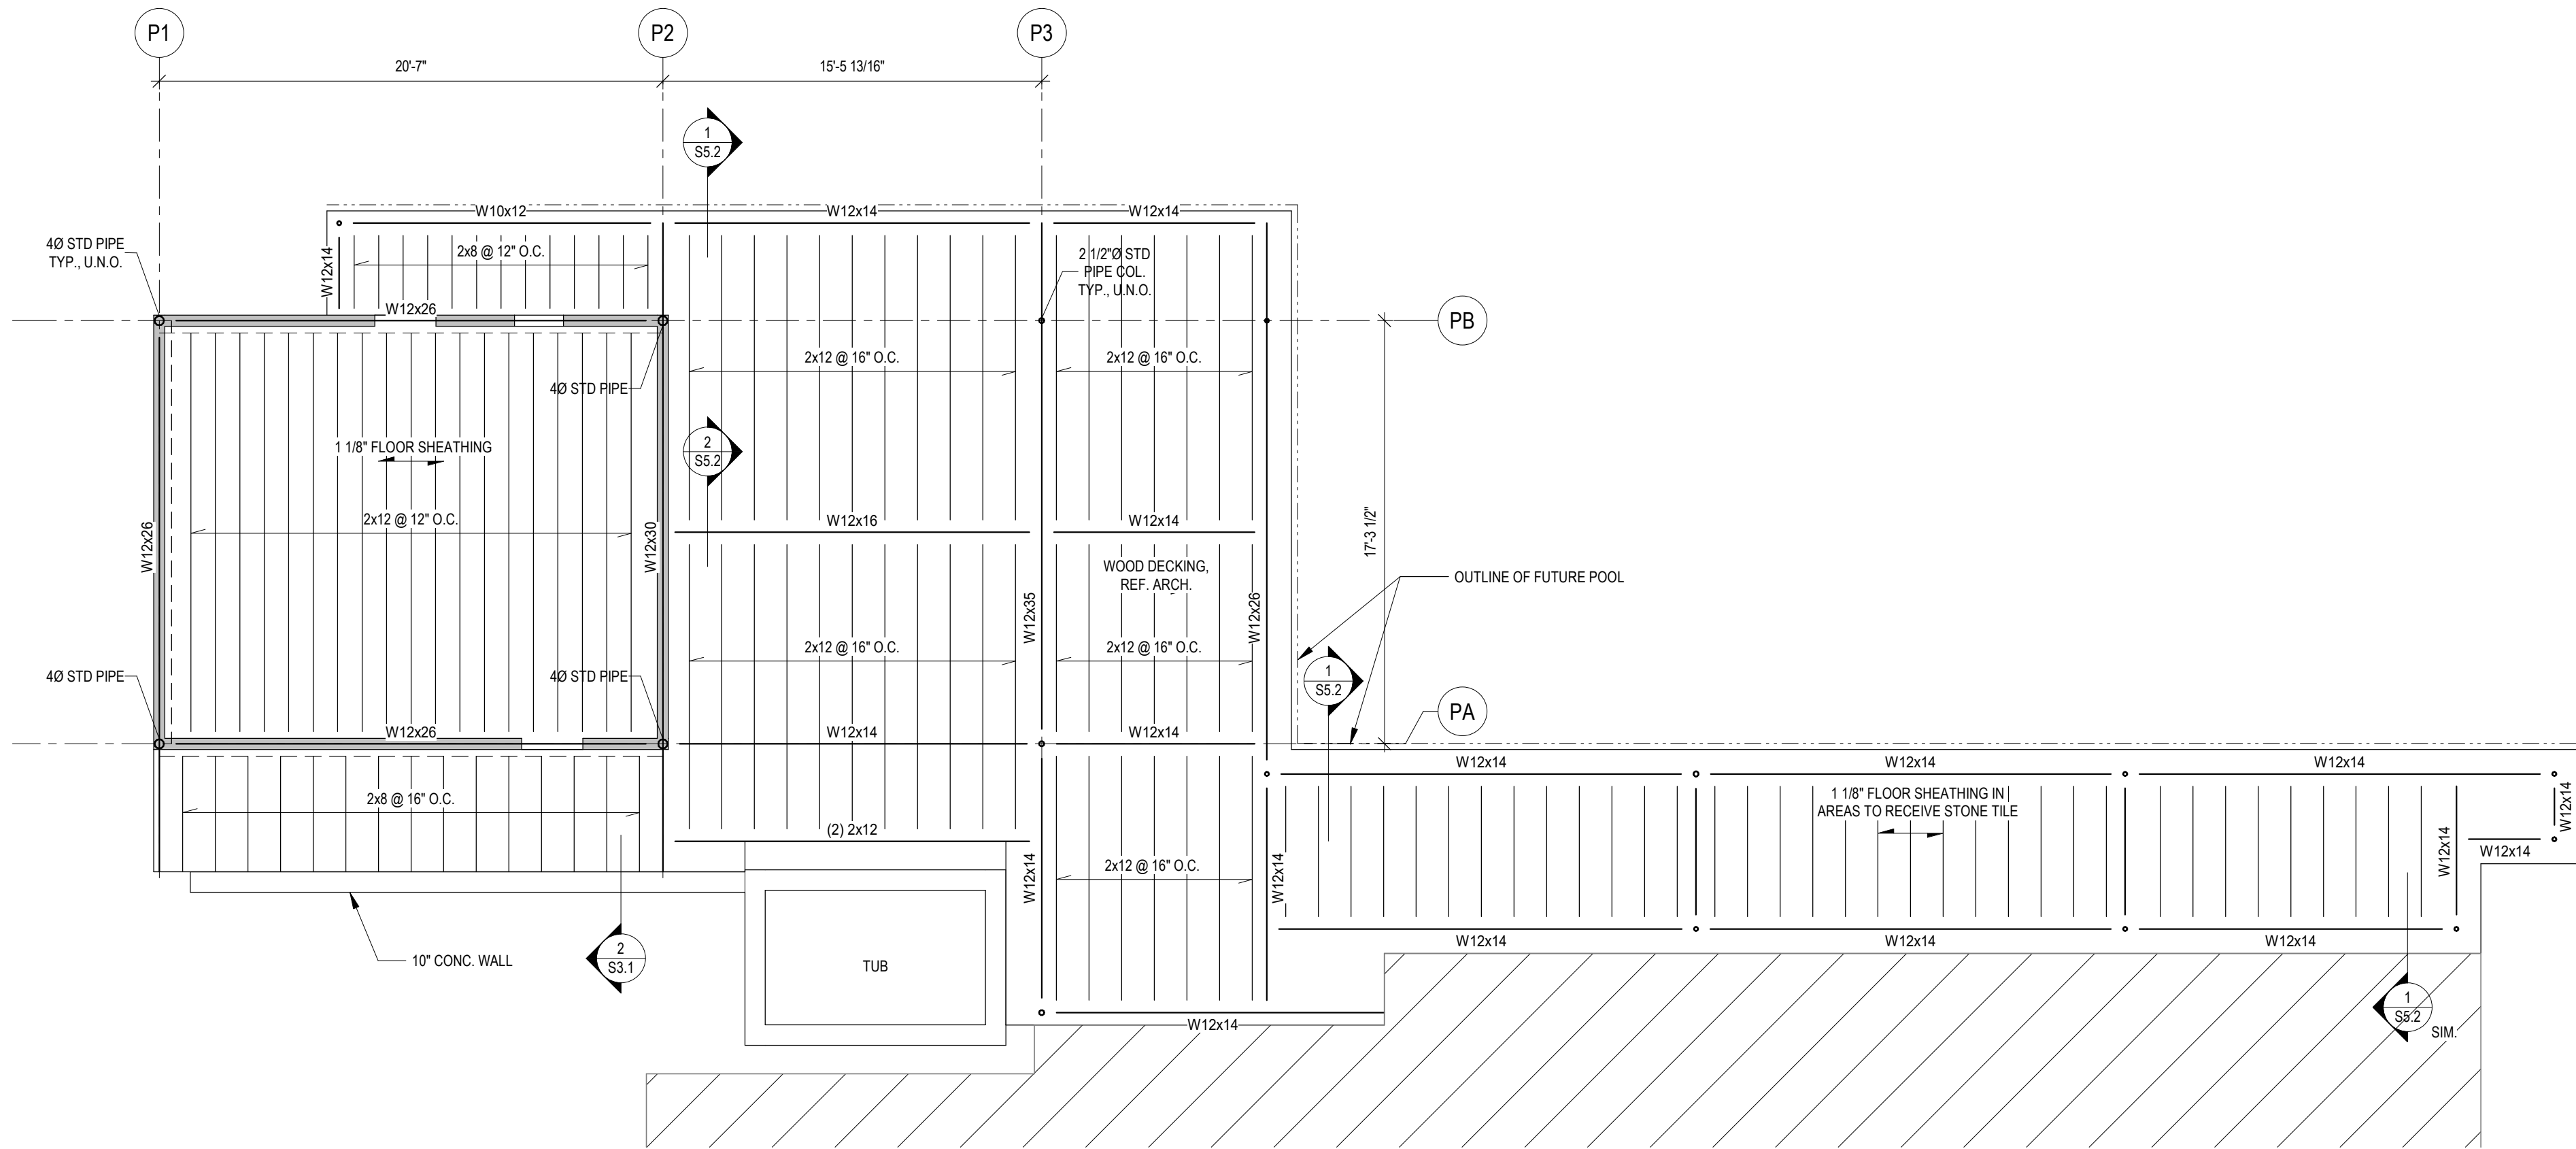 P1
P2
P3
20'-7"
15'-5 13/16"
1
S5.2
W10x12
W12x14
W12x14
4Ø STD PIPE
TYP., U.N.O.
2x8 @ 12" O.C.
W12x14
2 1/2"Ø STD
PIPE COL.
TYP., U.N.O.
W12x26
PB
2x12 @ 16" O.C.
2x12 @ 16" O.C.
4Ø STD PIPE
1 1/8" FLOOR SHEATHING
2
S5.2
2x12 @ 12" O.C.
W12x16
W12x14
W12x26
W12x30
17'-3 1/2"
WOOD DECKING,
REF. ARCH.
OUTLINE OF FUTURE POOL
W12x35
W12x26
2x12 @ 16" O.C.
2x12 @ 16" O.C.
4Ø STD PIPE
4Ø STD PIPE
1
S5.2
PA
W12x26
W12x14
W12x14
W12x14
W12x14
W12x14
2x8 @ 16" O.C.
1 1/8" FLOOR SHEATHING IN
AREAS TO RECEIVE STONE TILE
W12x14
(2) 2x12
W12x14
W12x14
2x12 @ 16" O.C.
W12x14
W12x14
W12x14
W12x14
W12x14
10" CONC. WALL
2
S3.1
TUB
W12x14
1
S5.2
SIM.